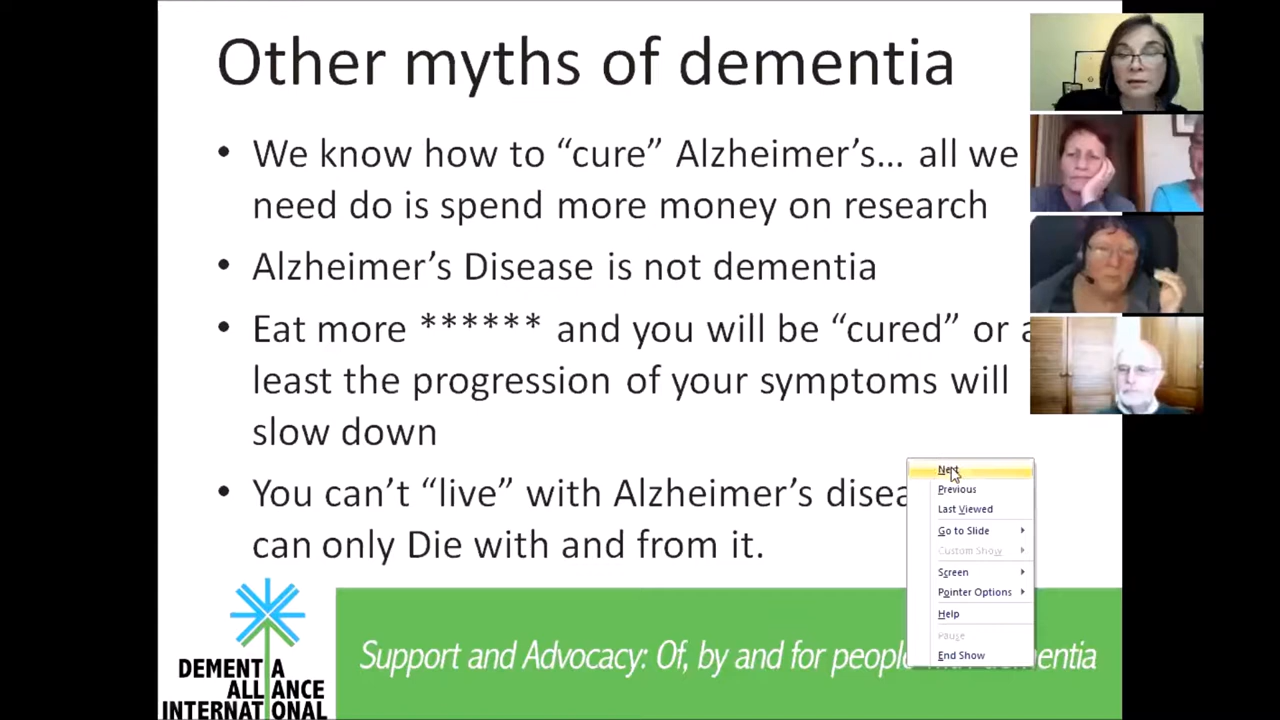 Other myths of dementia
• We know how to “cure” Alzheimer’s… all we
need do is spend more money on research
• Alzheimer’s Disease is not dementia
• Eat more ****** and you will be “cured” or a
least the progression of your symptoms will
slow down
• You can’t “live” with Alzheimer’s disea
can only Die with and from it.
Next
Previous
Last Viewed
Go to Slide
Custom Show
Screen
Pointer Options
Help
Pause
End Show
Support and Advocacy: Of, by and for people entia
DEMENTIA
ALLIANCE
INTERNATIONAL